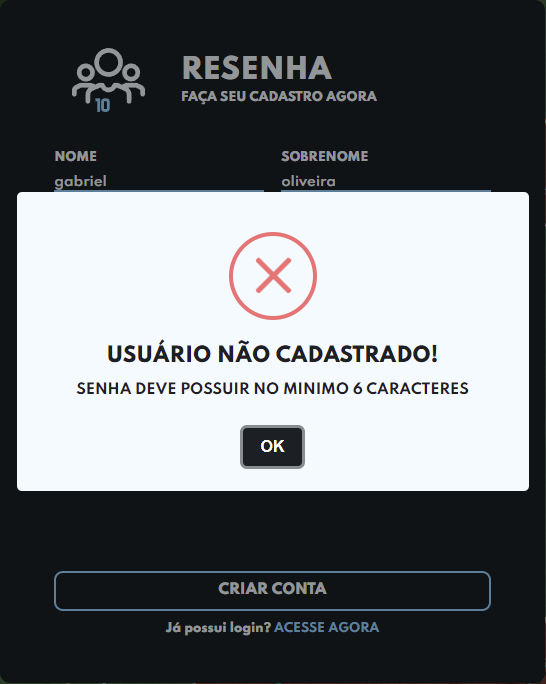 10
RESENHA
FAÇA SEU CADASTRO AGORA
NOME SOBRENOME
gabriel oliveira
USUÁRIO NÃO CADASTRADO!
SENHA DEVE POSSUIR NO MINIMO 6 CARACTERES
OK
CRIAR CONTA
Já possui login? ACESSE AGORA